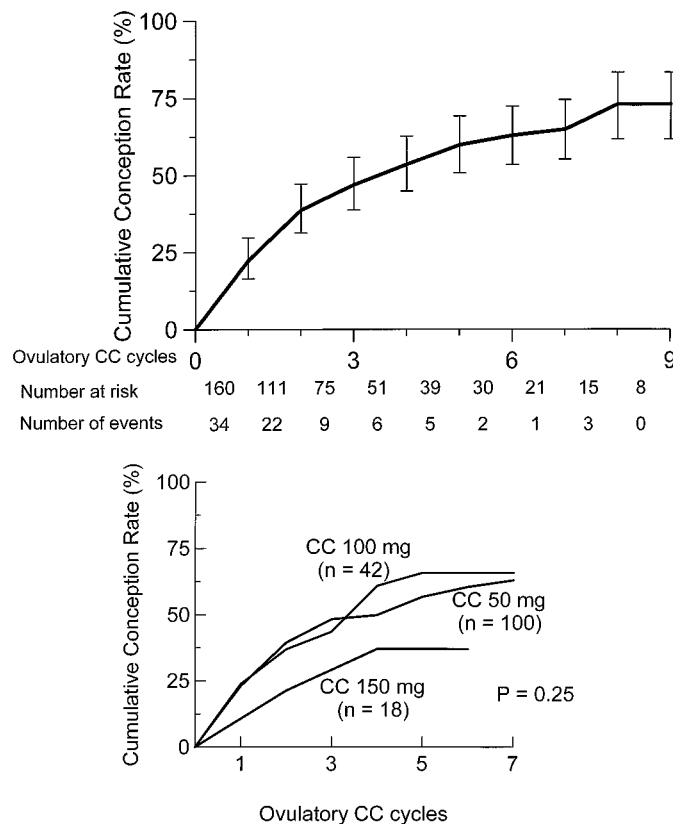 Cumulative Conception Rate (%)
100
75
50
25
0
0 3 6 9
Ovulatory CC cycles
Number at risk 160 111 75 51 39 30 21 15 8
Number of events 34 22 9 6 5 2 1 3 0
Cumulative Conception Rate (%)
100
75
50
25
0
CC 100 mg
(n = 42)
CC 50 mg
(n = 100)
CC 150 mg
(n = 18)
P = 0.25
1 3 5 7
Ovulatory CC cycles